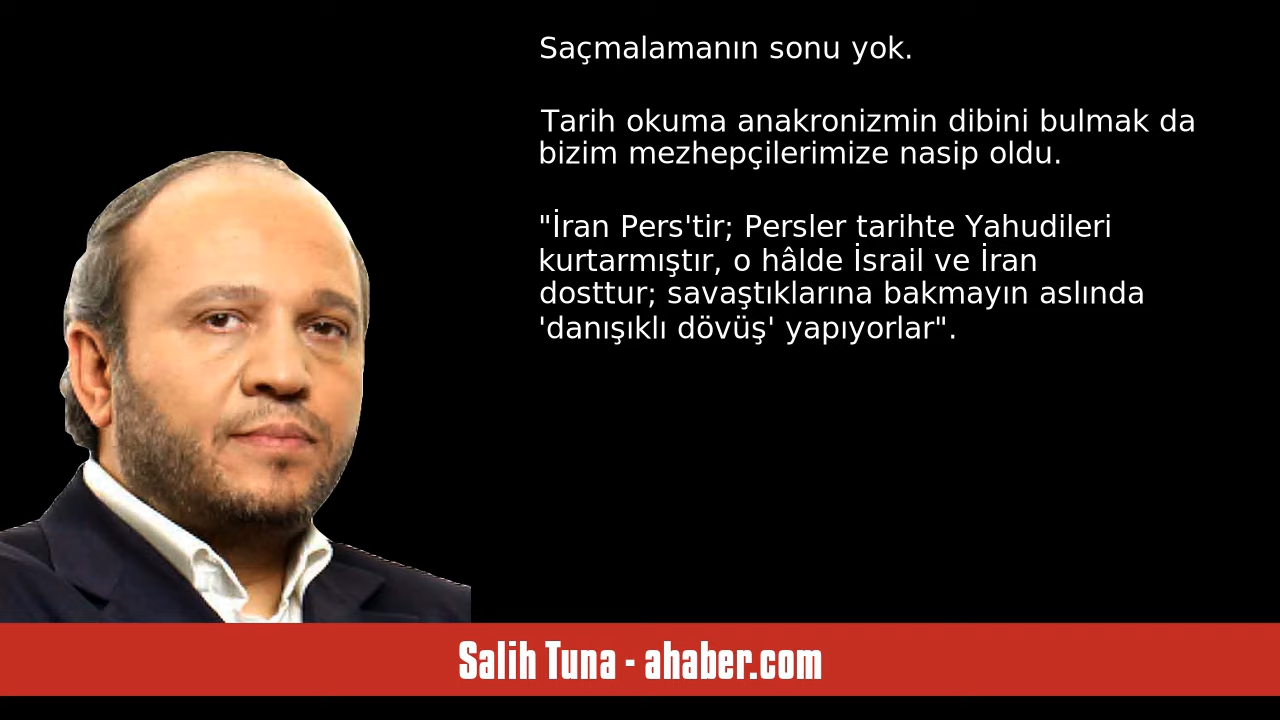 Saçmalamanın sonu yok.
Tarih okuma anakronizmin dibini bulmak da
bizim mezhepçilerimize nasip oldu.
"İran Pers'tir; Persler tarihte Yahudileri
kurtarmıştır, o hâlde İsrail ve İran
dosttur; savaştıklarına bakmayın aslında
'danışıklı dövüş' yapıyorlar".
Salih Tuna - ahaber.com